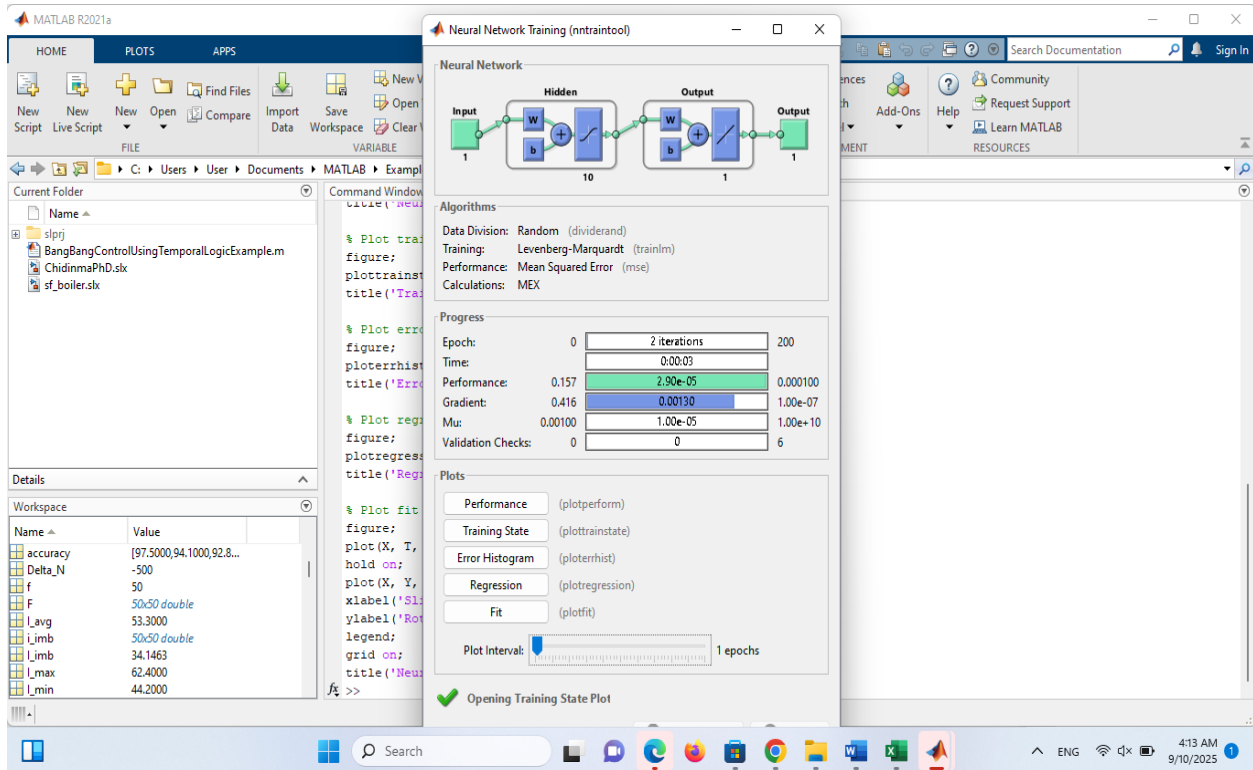 MATLAB R2021a
HOME PLOTS APPS
Search Documentation
Sign In
New Script
New Live Script
New
Open
Find Files
Compare
Import Data
Save Workspace
New V
Open
Clear V
FILE
VARIABLE
ences
Add-Ons
Help
Community
Request Support
Learn MATLAB
MENT
RESOURCES
C: Users User Documents MATLAB Exampl
Current Folder
Name
slprj
BangBangControlUsingTemporalLogicExample.m
ChidinmaPhD.slx
sf_boiler.slx
Details
Workspace
Name Value
accuracy [97.5000,94.1000,92.8...
Delta_N -500
f 50
F 50x50 double
I_avg 53.3000
i_imb 50x50 double
I_imb 34.1463
I_max 62.4000
I_min 44.2000
Command Window
title('Neur
% Plot trai
figure;
plottrainst
title('Trai
% Plot erro
figure;
ploterrhist
title('Erro
% Plot regr
figure;
plotregress
title('Regr
% Plot fit
figure;
plot(X, T,
hold on;
plot(X, Y,
xlabel('Sli
ylabel('Rot
legend;
grid on;
title('Neur
fx >>
Neural Network Training (nntraintool)
Neural Network
Hidden Output
Input Output
W W
b b
1 10 1 1
Algorithms
Data Division: Random (dividerand)
Training: Levenberg-Marquardt (trainlm)
Performance: Mean Squared Error (mse)
Calculations: MEX
Progress
Epoch: 0 2 iterations 200
Time: 0:00:03
Performance: 0.157 2.90e-05 0.000100
Gradient: 0.416 0.00130 1.00e-07
Mu: 0.00100 1.00e-05 1.00e+10
Validation Checks: 0 0 6
Plots
Performance (plotperform)
Training State (plottrainstate)
Error Histogram (ploterrhist)
Regression (plotregression)
Fit (plotfit)
Plot Interval: 1 epochs
Opening Training State Plot
Search
ENG
4:13 AM
9/10/2025
1